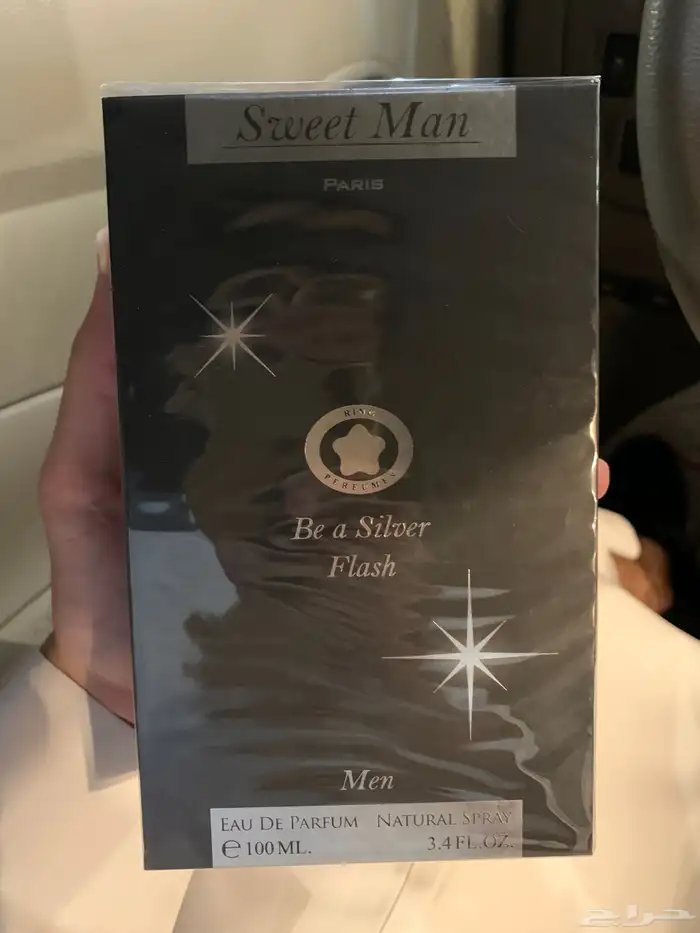 Sweet Man
PARIS
RING
PERFUMES
Be a Silver
Flash
Men
EAU DE PARFUM NATURAL SPRAY
℮ 100 ML. 3.4 FL.OZ.
حراج